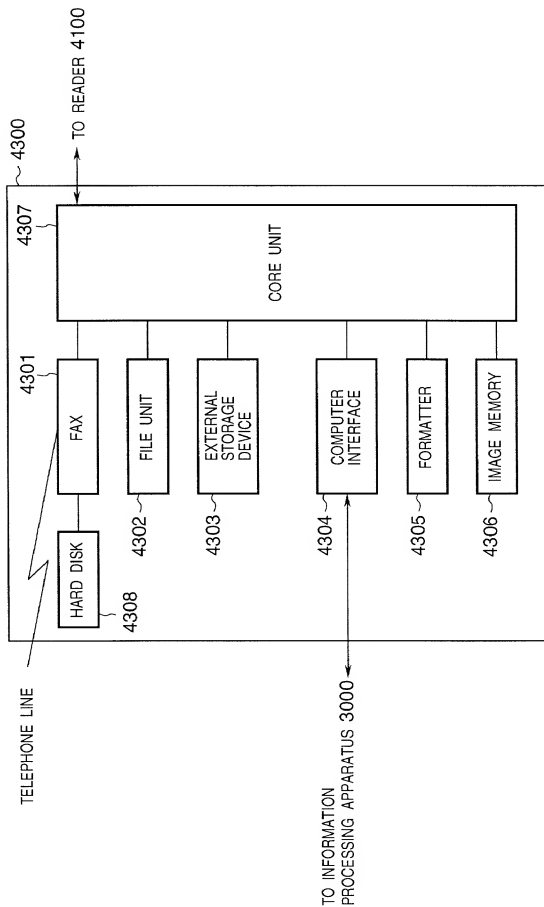 4300
4307
TO READER 4100
CORE UNIT
4301
FAX
FILE UNIT
4302
EXTERNAL
STORAGE
DEVICE
4303
COMPUTER
INTERFACE
4304
FORMATTER
4305
IMAGE MEMORY
4306
HARD DISK
4308
TELEPHONE LINE
TO INFORMATION
PROCESSING APPARATUS 3000